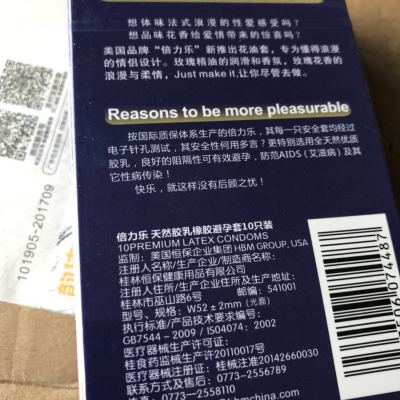 想体味法式浪漫的性爱感受吗?
想品味花香给爱情带来的惊喜吗?
美国品牌“倍力乐”新推出花油套，专为懂得浪漫
的情侣设计。玫瑰精油的润滑和香氛，玫瑰花香的
浪漫与柔情，Just make it,让你尽管去做。
Reasons to be more pleasurable
按国际质保体系生产的倍力乐，其每一只安全套均经过
电子针孔测试，其安全性何用多言？更特别选用全天然优质
胶乳，良好的阻隔性可有效避孕，防范AIDS(艾滋病)及其
它性病传染！
快乐，就这样没有后顾之忧！
倍力乐 天然胶乳橡胶避孕套10只装
10PREMIUM LATEX CONDOMS
监制：美国恒保企业集团 HBM GROUP, USA
注册人名称/生产企业/制造商名称：
桂林恒保健康用品有限公司
注册人住所/生产企业住所及生产地址：
桂林市巫山路6号 邮编：541001
型号、规格：W52±2mm (光面)
执行标准/产品技术要求编号：
GB7544－2009 / ISO4074：2002
医疗器械生产许可证：
桂食药监械生产许20110017号
医疗器械注册证：桂械注准20142660030
联系方式及售后：0773－2556789
传真：0773－2558110
bmchina.com
101905-201709
506107448